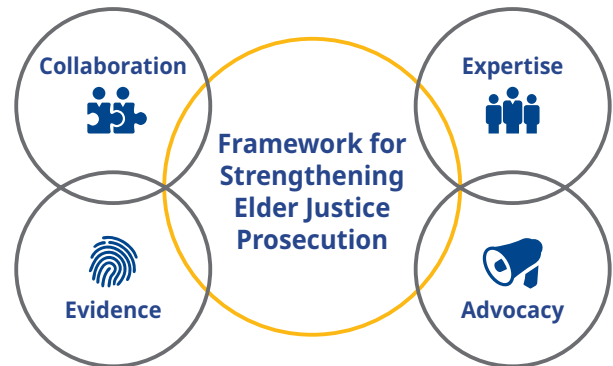 Collaboration
Expertise
Framework for
Strengthening
Elder Justice
Prosecution
Evidence
Advocacy